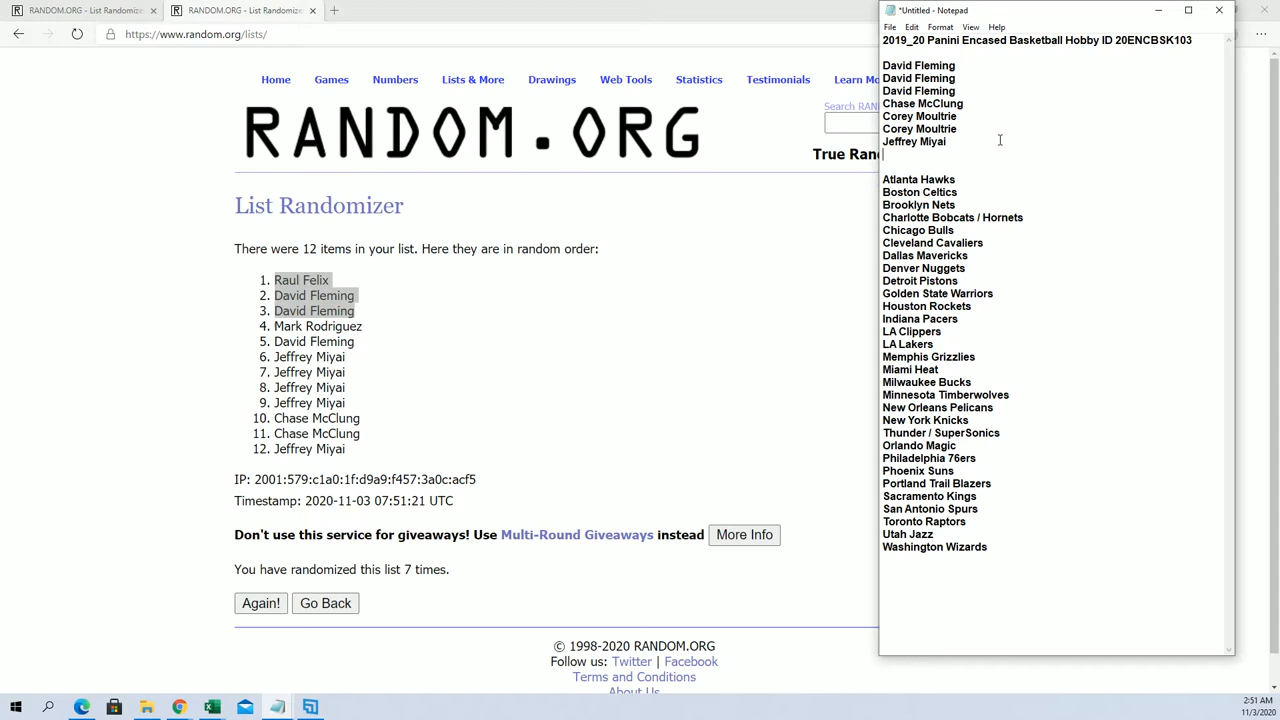 RANDOM.ORG - List Randomizer
RANDOM.ORG - List Randomizer
https://www.random.org/lists/
Home Games Numbers Lists & More Drawings Web Tools Statistics Testimonials Learn Mo
Search RAN
RANDOM.ORG
True Ran
List Randomizer
There were 12 items in your list. Here they are in random order:
1. Raul Felix
2. David Fleming
3. David Fleming
4. Mark Rodriguez
5. David Fleming
6. Jeffrey Miyai
7. Jeffrey Miyai
8. Jeffrey Miyai
9. Jeffrey Miyai
10. Chase McClung
11. Chase McClung
12. Jeffrey Miyai
IP: 2001:579:c1a0:1f:d9a9:f457:3a0c:acf5
Timestamp: 2020-11-03 07:51:21 UTC
Don't use this service for giveaways! Use Multi-Round Giveaways instead More Info
You have randomized this list 7 times.
Again! Go Back
© 1998-2020 RANDOM.ORG
Follow us: Twitter | Facebook
Terms and Conditions
About Us
*Untitled - Notepad
File Edit Format View Help
2019_20 Panini Encased Basketball Hobby ID 20ENCBSK103
David Fleming
David Fleming
David Fleming
Chase McClung
Corey Moultrie
Corey Moultrie
Jeffrey Miyai
Atlanta Hawks
Boston Celtics
Brooklyn Nets
Charlotte Bobcats / Hornets
Chicago Bulls
Cleveland Cavaliers
Dallas Mavericks
Denver Nuggets
Detroit Pistons
Golden State Warriors
Houston Rockets
Indiana Pacers
LA Clippers
LA Lakers
Memphis Grizzlies
Miami Heat
Milwaukee Bucks
Minnesota Timberwolves
New Orleans Pelicans
New York Knicks
Thunder / SuperSonics
Orlando Magic
Philadelphia 76ers
Phoenix Suns
Portland Trail Blazers
Sacramento Kings
San Antonio Spurs
Toronto Raptors
Utah Jazz
Washington Wizards
2:51 AM
11/3/2020